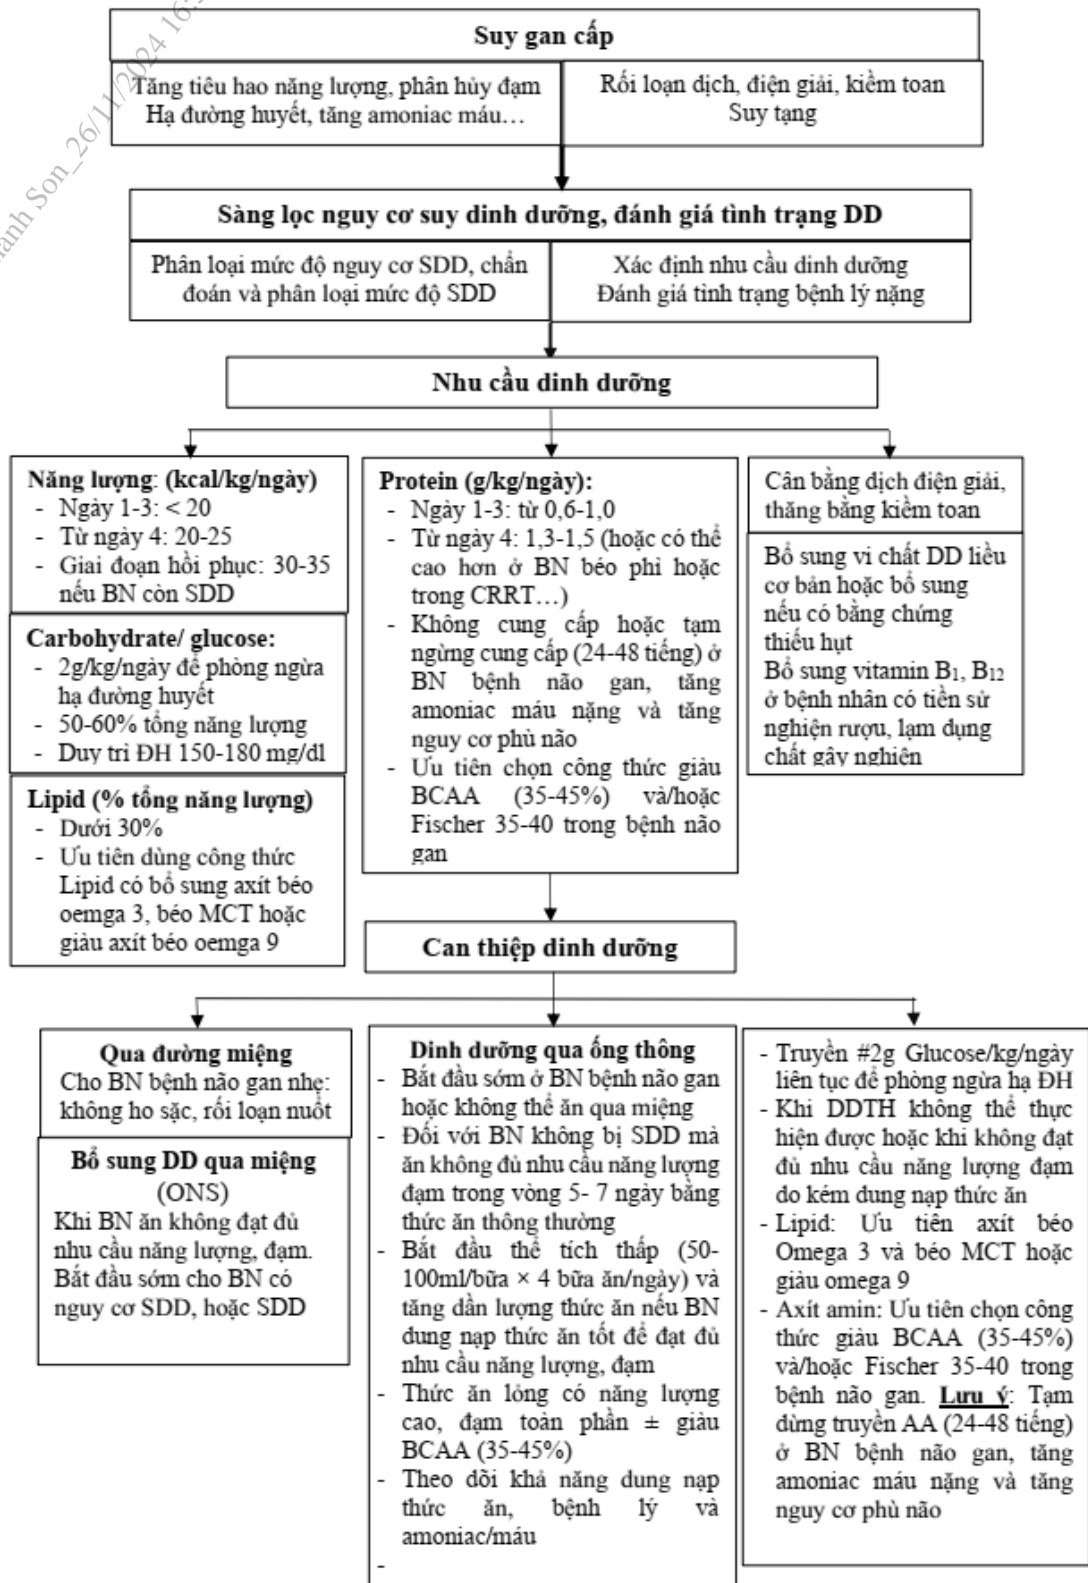 anh Son_26/11/2024 16:
Suy gan cấp
Tăng tiêu hao năng lượng, phân hủy đạm
Hạ đường huyết, tăng amoniac máu…
Rối loạn dịch, điện giải, kiềm toan
Suy tạng
Sàng lọc nguy cơ suy dinh dưỡng, đánh giá tình trạng DD
Phân loại mức độ nguy cơ SDD, chẩn
đoán và phân loại mức độ SDD
Xác định nhu cầu dinh dưỡng
Đánh giá tình trạng bệnh lý nặng
Nhu cầu dinh dưỡng
Năng lượng: (kcal/kg/ngày)
- Ngày 1-3: < 20
- Từ ngày 4: 20-25
- Giai đoạn hồi phục: 30-35
nếu BN còn SDD
Carbohydrate/ glucose:
- 2g/kg/ngày để phòng ngừa
hạ đường huyết
- 50-60% tổng năng lượng
- Duy trì ĐH 150-180 mg/dl
Lipid (% tổng năng lượng)
- Dưới 30%
- Ưu tiên dùng công thức
Lipid có bổ sung axít béo
oemga 3, béo MCT hoặc
giàu axít béo oemga 9
Protein (g/kg/ngày):
- Ngày 1-3: từ 0,6-1,0
- Từ ngày 4: 1,3-1,5 (hoặc có thể
cao hơn ở BN béo phì hoặc
trong CRRT…)
- Không cung cấp hoặc tạm
ngừng cung cấp (24-48 tiếng) ở
BN bệnh não gan, tăng
amoniac máu nặng và tăng
nguy cơ phù não
- Ưu tiên chọn công thức giàu
BCAA (35-45%) và/hoặc
Fischer 35-40 trong bệnh não
gan
Cân bằng dịch điện giải,
thăng bằng kiềm toan
Bổ sung vi chất DD liều
cơ bản hoặc bổ sung
nếu có bằng chứng
thiếu hụt
Bổ sung vitamin B₁, B₁₂
ở bệnh nhân có tiền sử
nghiện rượu, lạm dụng
chất gây nghiện
Can thiệp dinh dưỡng
Qua đường miệng
Cho BN bệnh não gan nhẹ:
không ho sặc, rối loạn nuốt
Bổ sung DD qua miệng
(ONS)
Khi BN ăn không đạt đủ
nhu cầu năng lượng, đạm.
Bắt đầu sớm cho BN có
nguy cơ SDD, hoặc SDD
Dinh dưỡng qua ống thông
- Bắt đầu sớm ở BN bệnh não gan
hoặc không thể ăn qua miệng
- Đối với BN không bị SDD mà
ăn không đủ nhu cầu năng lượng
đạm trong vòng 5- 7 ngày bằng
thức ăn thông thường
- Bắt đầu thể tích thấp (50-
100ml/bữa × 4 bữa ăn/ngày) và
tăng dần lượng thức ăn nếu BN
dung nạp thức ăn tốt để đạt đủ
nhu cầu năng lượng, đạm
- Thức ăn lỏng có năng lượng
cao, đạm toàn phần ± giàu
BCAA (35-45%)
- Theo dõi khả năng dung nạp
thức ăn, bệnh lý và
amoniac/máu
-
- Truyền #2g Glucose/kg/ngày
liên tục để phòng ngừa hạ ĐH
- Khi DDTH không thể thực
hiện được hoặc khi không đạt
đủ nhu cầu năng lượng đạm
do kém dung nạp thức ăn
- Lipid: Ưu tiên axít béo
Omega 3 và béo MCT hoặc
giàu omega 9
- Axít amin: Ưu tiên chọn công
thức giàu BCAA (35-45%)
và/hoặc Fischer 35-40 trong
bệnh não gan. Lưu ý: Tạm
dừng truyền AA (24-48 tiếng)
ở BN bệnh não gan, tăng
amoniac máu nặng và tăng
nguy cơ phù não